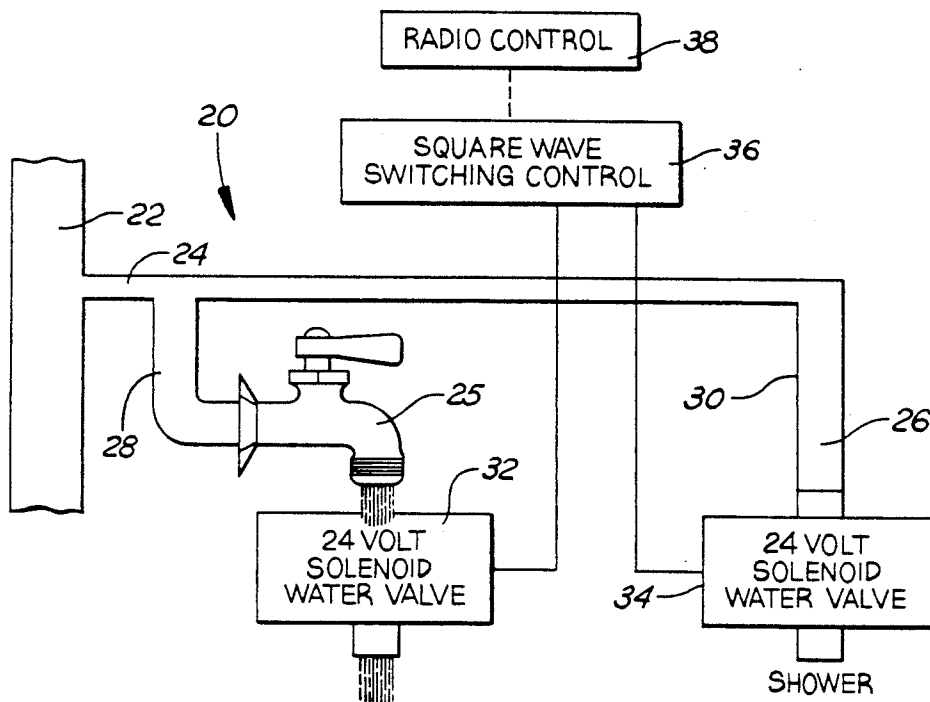 RADIO CONTROL
38
20
SQUARE WAVE
SWITCHING CONTROL
36
22
24
28
25
30
26
32
24 VOLT
SOLENOID
WATER VALVE
34
24 VOLT
SOLENOID
WATER VALVE
SHOWER